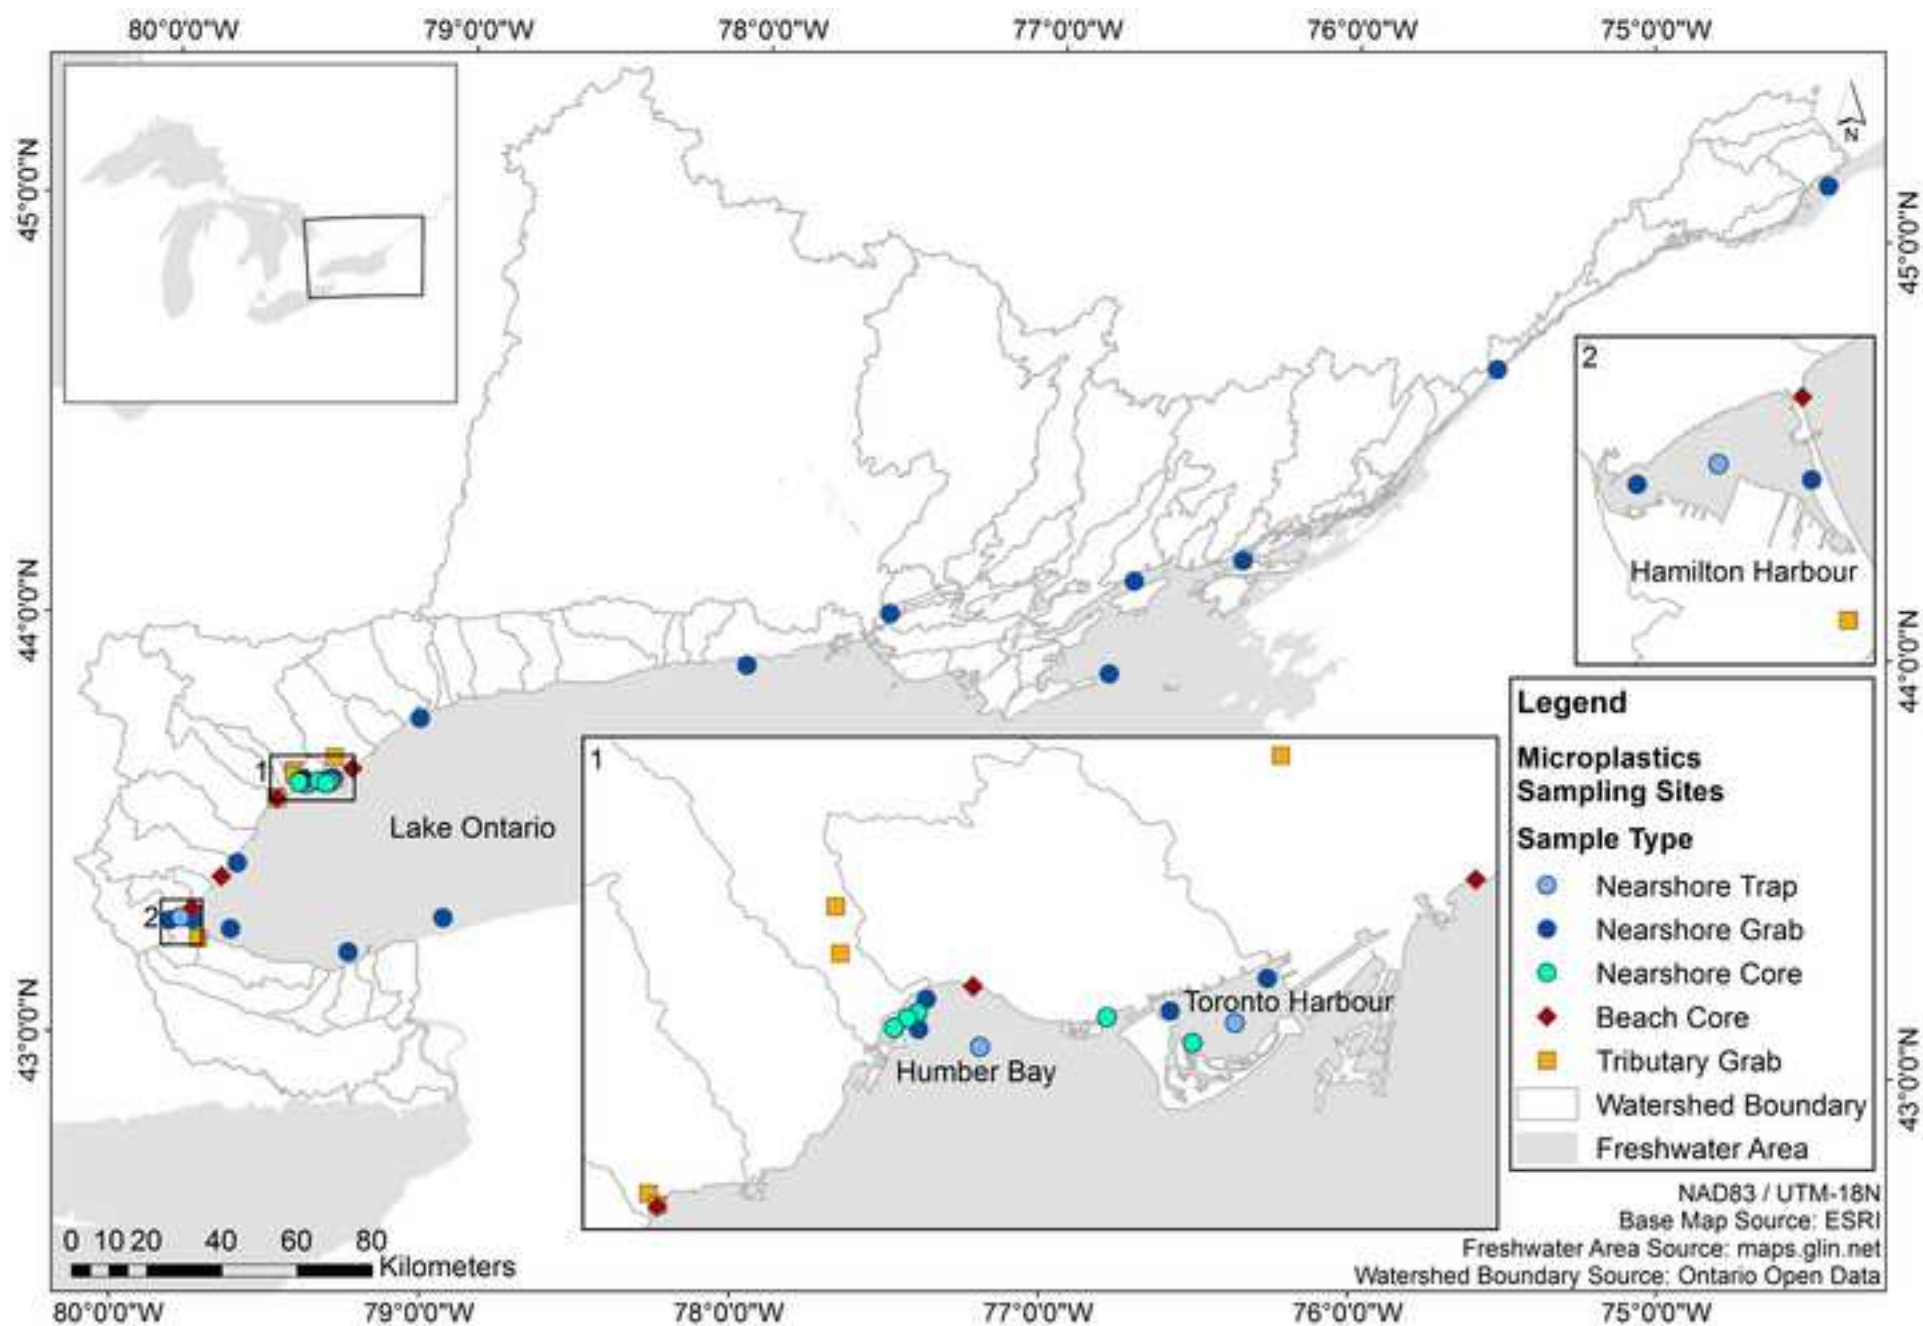 80°0'0"W 79°0'0"W 78°0'0"W 77°0'0"W 76°0'0"W 75°0'0"W
45°0'0"N
44°0'0"N
43°0'0"N
N
45°0'0"N
44°0'0"N
43°0'0"N
2
Hamilton Harbour
1
Lake Ontario
2
1
Toronto Harbour
Humber Bay
Legend
Microplastics
Sampling Sites
Sample Type
Nearshore Trap
Nearshore Grab
Nearshore Core
Beach Core
Tributary Grab
Watershed Boundary
Freshwater Area
NAD83 / UTM-18N
Base Map Source: ESRI
Freshwater Area Source: maps.glin.net
Watershed Boundary Source: Ontario Open Data
0 10 20 40 60 80
Kilometers
80°0'0"W 79°0'0"W 78°0'0"W 77°0'0"W 76°0'0"W 75°0'0"W